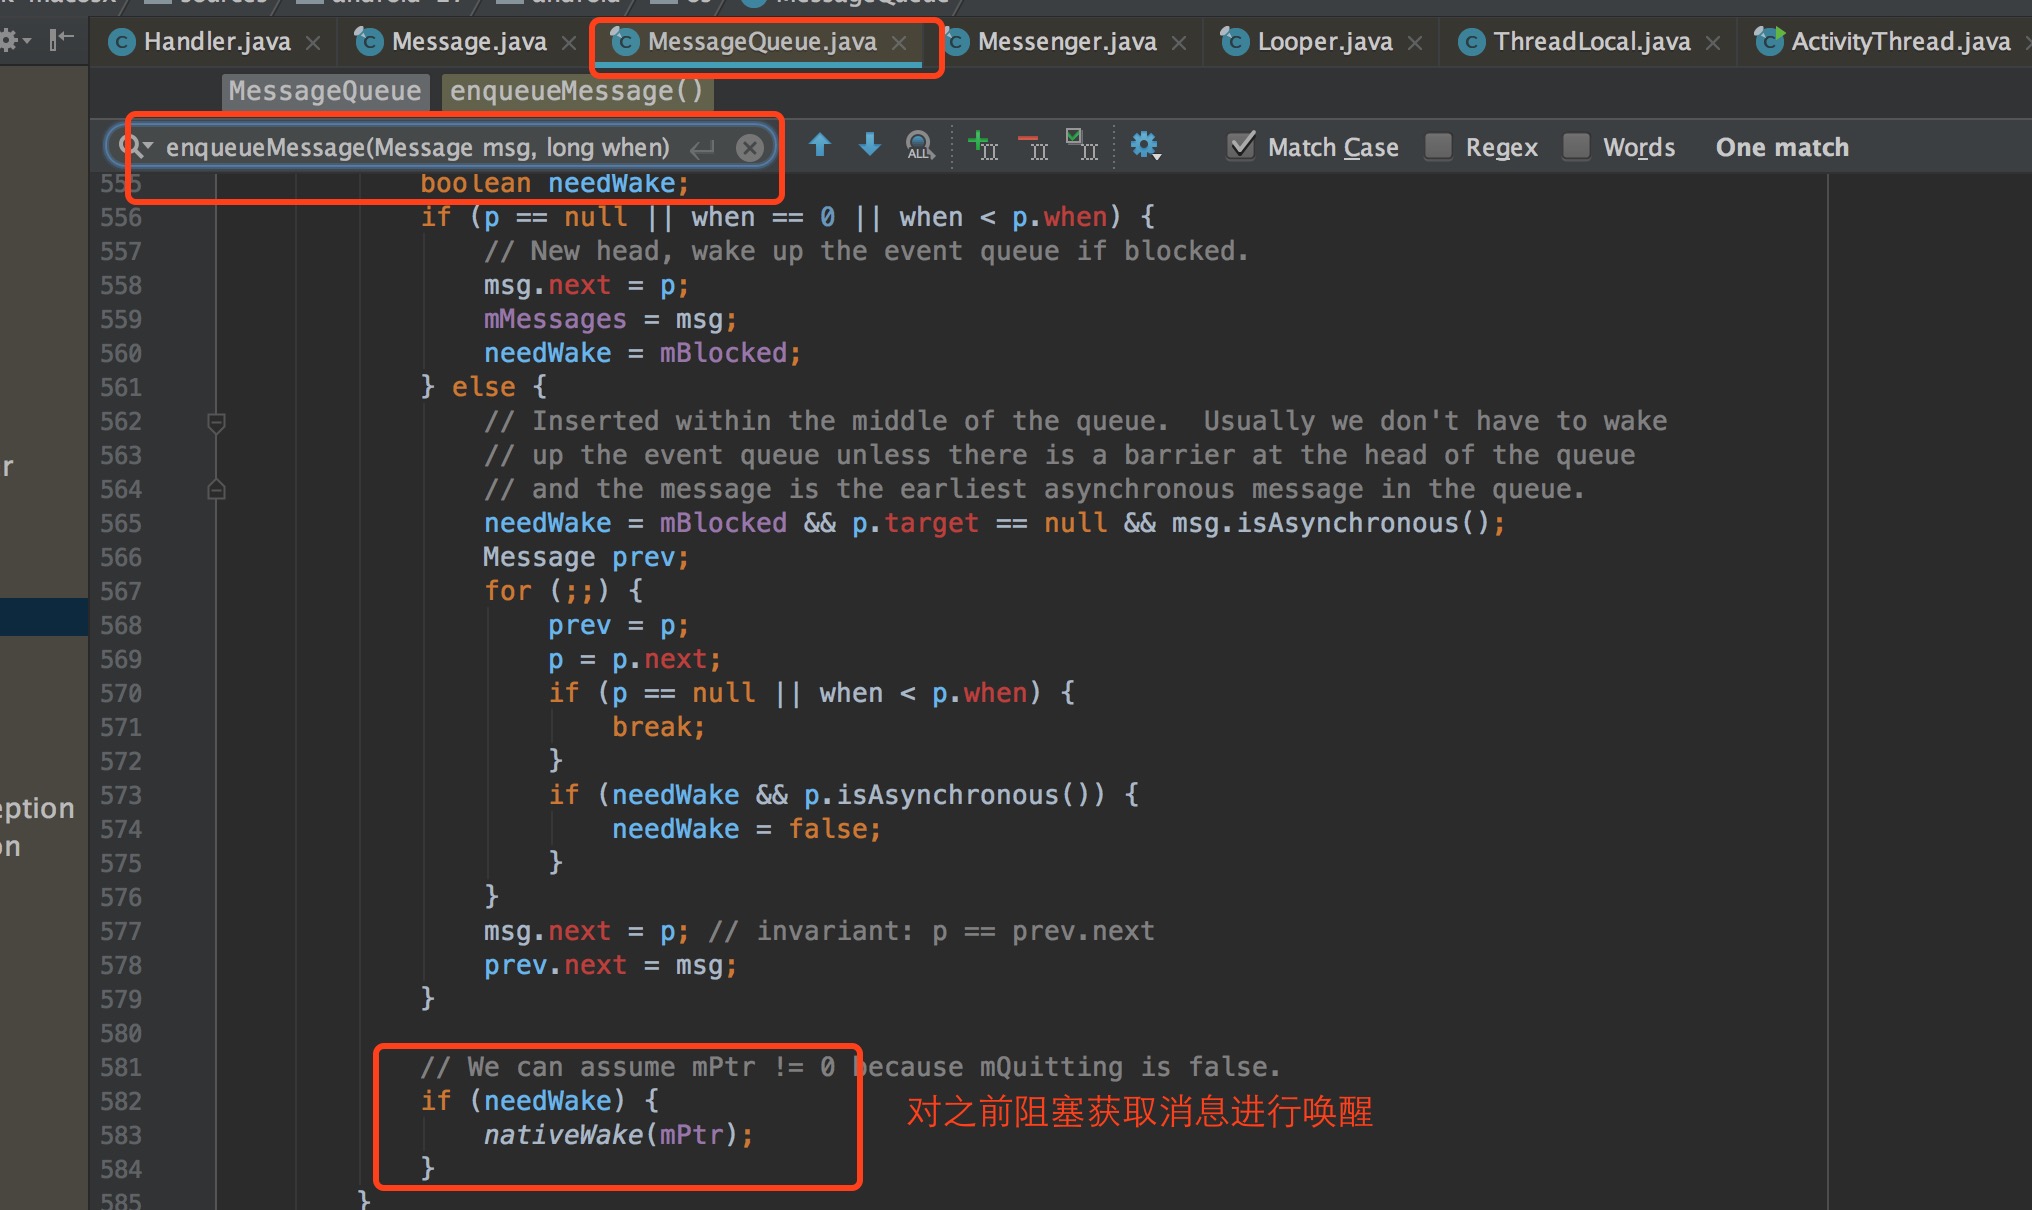 sources android android os MessageQueue
Handler.java Message.java MessageQueue.java Messenger.java Looper.java ThreadLocal.java ActivityThread.java
MessageQueue enqueueMessage()
enqueueMessage(Message msg, long when) ALL Match Case Regex Words One match
555 boolean needWake;
556 if (p == null || when == 0 || when < p.when) {
557 // New head, wake up the event queue if blocked.
558 msg.next = p;
559 mMessages = msg;
560 needWake = mBlocked;
561 } else {
562 // Inserted within the middle of the queue.  Usually we don't have to wake
563 // up the event queue unless there is a barrier at the head of the queue
564 // and the message is the earliest asynchronous message in the queue.
565 needWake = mBlocked && p.target == null && msg.isAsynchronous();
566 Message prev;
567 for (;;) {
568 prev = p;
569 p = p.next;
570 if (p == null || when < p.when) {
571 break;
572 }
573 if (needWake && p.isAsynchronous()) {
574 needWake = false;
575 }
576 }
577 msg.next = p; // invariant: p == prev.next
578 prev.next = msg;
579 }
580
581 // We can assume mPtr != 0 because mQuitting is false.
582 if (needWake) {
583 nativeWake(mPtr);
584 }
585 }
对之前阻塞获取消息进行唤醒
r
eption
on